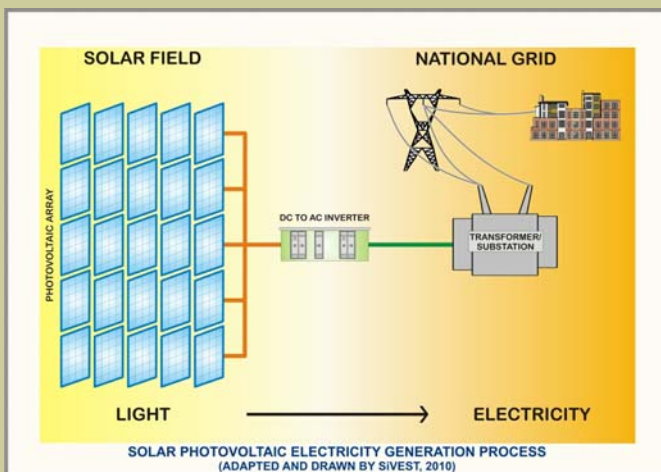 SOLAR FIELD
NATIONAL GRID
PHOTOVOLTAIC ARRAY
DC TO AC INVERTER
TRANSFORMER/
SUBSTATION
LIGHT
ELECTRICITY
SOLAR PHOTOVOLTAIC ELECTRICITY GENERATION PROCESS
(ADAPTED AND DRAWN BY SiVEST, 2010)